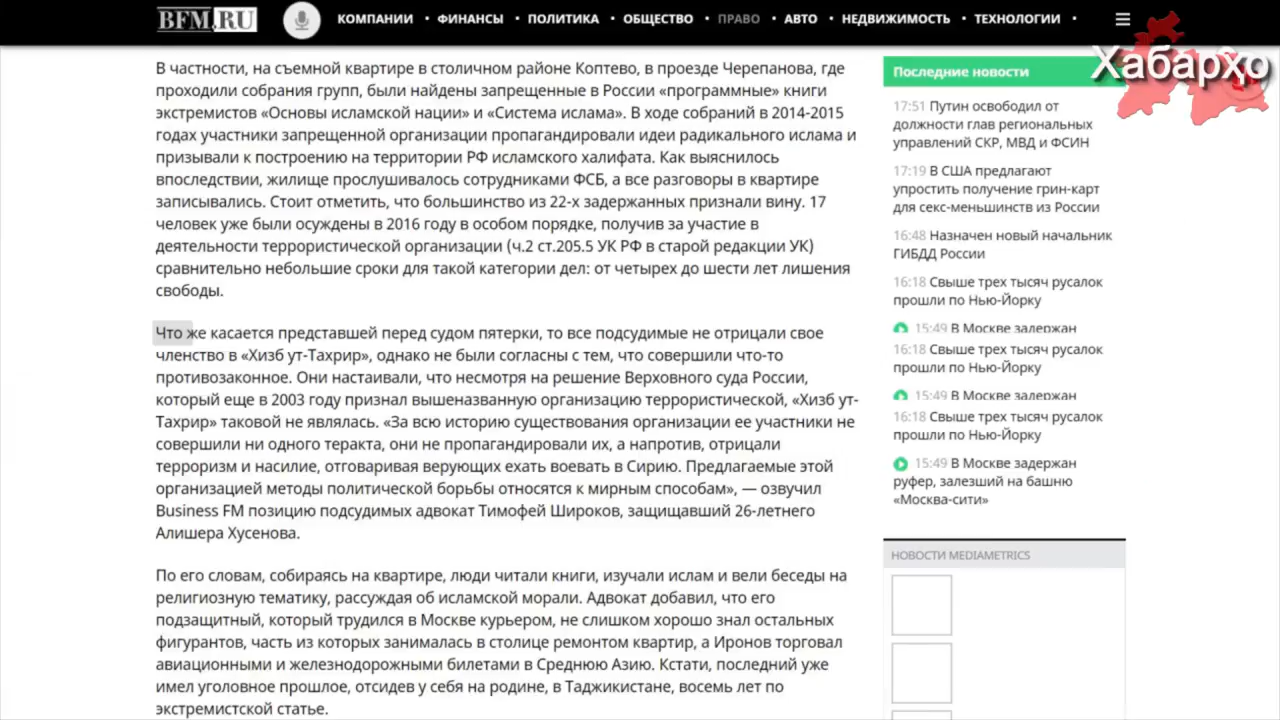 BFM.RU
КОМПАНИИ • ФИНАНСЫ • ПОЛИТИКА • ОБЩЕСТВО • ПРАВО • АВТО • НЕДВИЖИМОСТЬ • ТЕХНОЛОГИИ •
Хабарҳо
В частности, на съемной квартире в столичном районе Коптево, в проезде Черепанова, где
проходили собрания групп, были найдены запрещенные в России «программные» книги
экстремистов «Основы исламской нации» и «Система ислама». В ходе собраний в 2014-2015
годах участники запрещенной организации пропагандировали идеи радикального ислама и
призывали к построению на территории РФ исламского халифата. Как выяснилось
впоследствии, жилище прослушивалось сотрудниками ФСБ, а все разговоры в квартире
записывались. Стоит отметить, что большинство из 22-х задержанных признали вину. 17
человек уже были осуждены в 2016 году в особом порядке, получив за участие в
деятельности террористической организации (ч.2 ст.205.5 УК РФ в старой редакции УК)
сравнительно небольшие сроки для такой категории дел: от четырех до шести лет лишения
свободы.
Что же касается представшей перед судом пятерки, то все подсудимые не отрицали свое
членство в «Хизб ут-Тахрир», однако не были согласны с тем, что совершили что-то
противозаконное. Они настаивали, что несмотря на решение Верховного суда России,
который еще в 2003 году признал вышеназванную организацию террористической, «Хизб ут-
Тахрир» таковой не являлась. «За всю историю существования организации ее участники не
совершили ни одного теракта, они не пропагандировали их, а напротив, отрицали
терроризм и насилие, отговаривая верующих ехать воевать в Сирию. Предлагаемые этой
организацией методы политической борьбы относятся к мирным способам», — озвучил
Business FM позицию подсудимых адвокат Тимофей Широков, защищавший 26-летнего
Алишера Хусенова.
По его словам, собираясь на квартире, люди читали книги, изучали ислам и вели беседы на
религиозную тематику, рассуждая об исламской морали. Адвокат добавил, что его
подзащитный, который трудился в Москве курьером, не слишком хорошо знал остальных
фигурантов, часть из которых занималась в столице ремонтом квартир, а Иронов торговал
авиационными и железнодорожными билетами в Среднюю Азию. Кстати, последний уже
имел уголовное прошлое, отсидев у себя на родине, в Таджикистане, восемь лет по
экстремистской статье.
Последние новости
17:51 Путин освободил от
должности глав региональных
управлений СКР, МВД и ФСИН
17:19 В США предлагают
упростить получение грин-карт
для секс-меньшинств из России
16:48 Назначен новый начальник
ГИБДД России
16:18 Свыше трех тысяч русалок
прошли по Нью-Йорку
15:49 В Москве задержан
16:18 Свыше трех тысяч русалок
прошли по Нью-Йорку
15:49 В Москве задержан
16:18 Свыше трех тысяч русалок
прошли по Нью-Йорку
15:49 В Москве задержан
руфер, залезший на башню
«Москва-сити»
НОВОСТИ MEDIAMETRICS